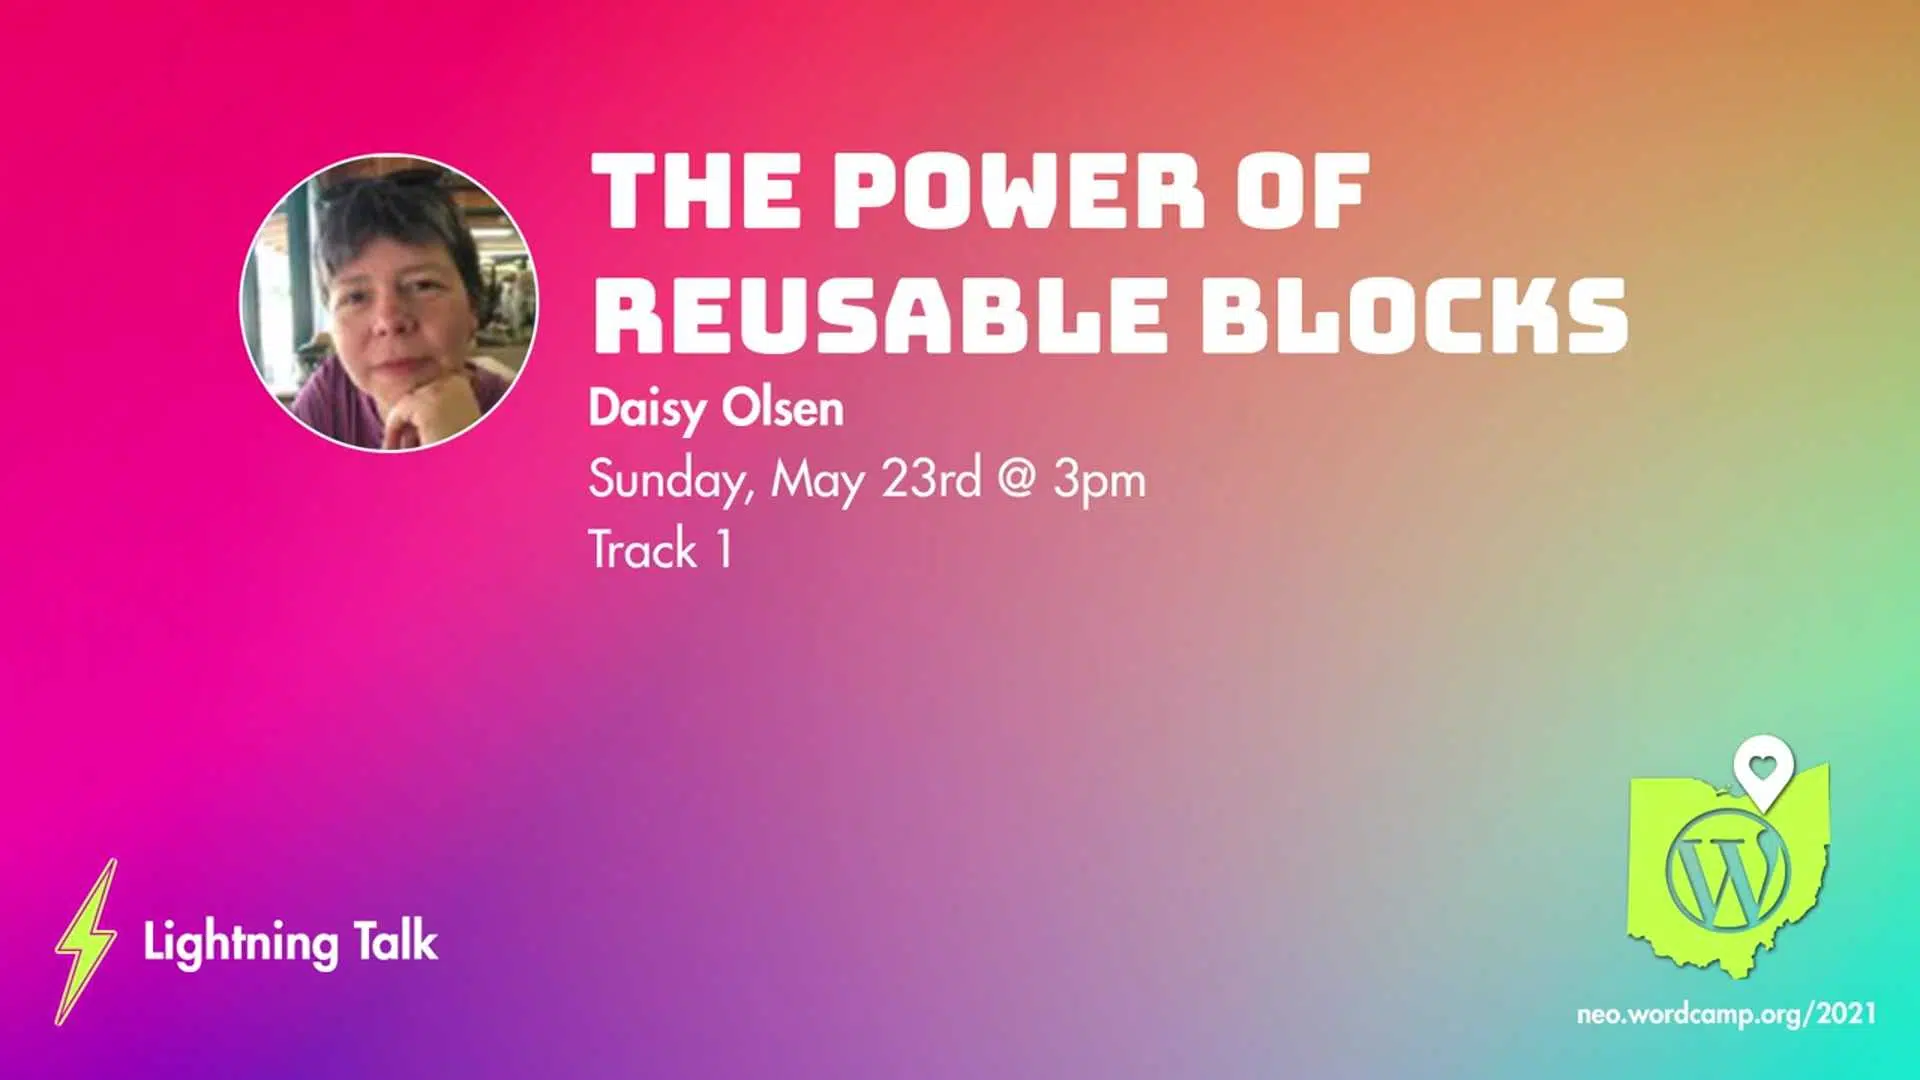 THE POWER OF
REUSABLE BLOCKS
Daisy Olsen
Sunday, May 23rd @ 3pm
Track 1
Lightning Talk
W
neo.wordcamp.org/2021